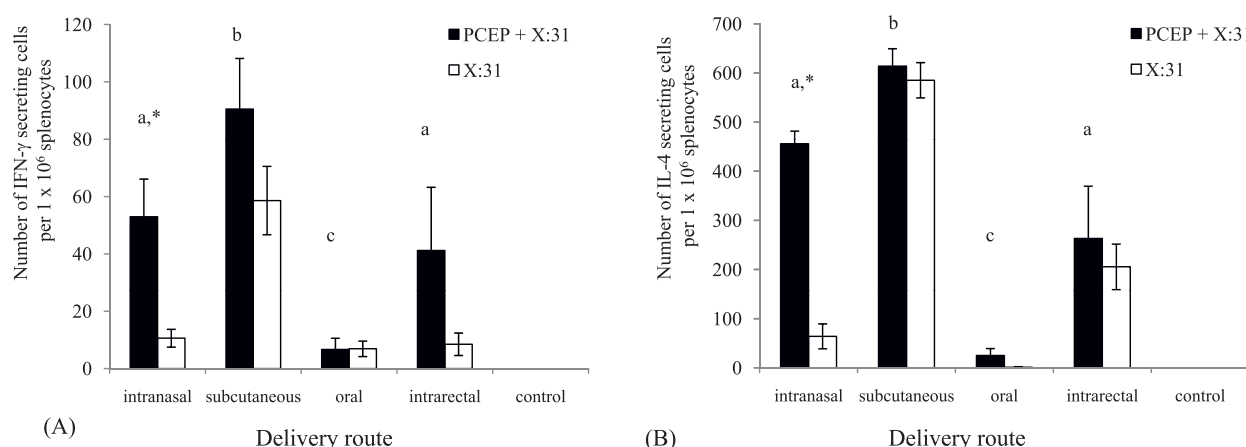 120
100
80
60
40
20
0
Number of IFN-γ secreting cells
per 1 x 10⁶ splenocytes
a,*
b
c
a
PCEP + X:31
X:31
intranasal subcutaneous oral intrarectal control
(A)
Delivery route
700
600
500
400
300
200
100
0
Number of IL-4 secreting cells
per 1 x 10⁶ splenocytes
a,*
b
c
a
PCEP + X:3
X:31
intranasal subcutaneous oral intrarectal control
(B)
Delivery route